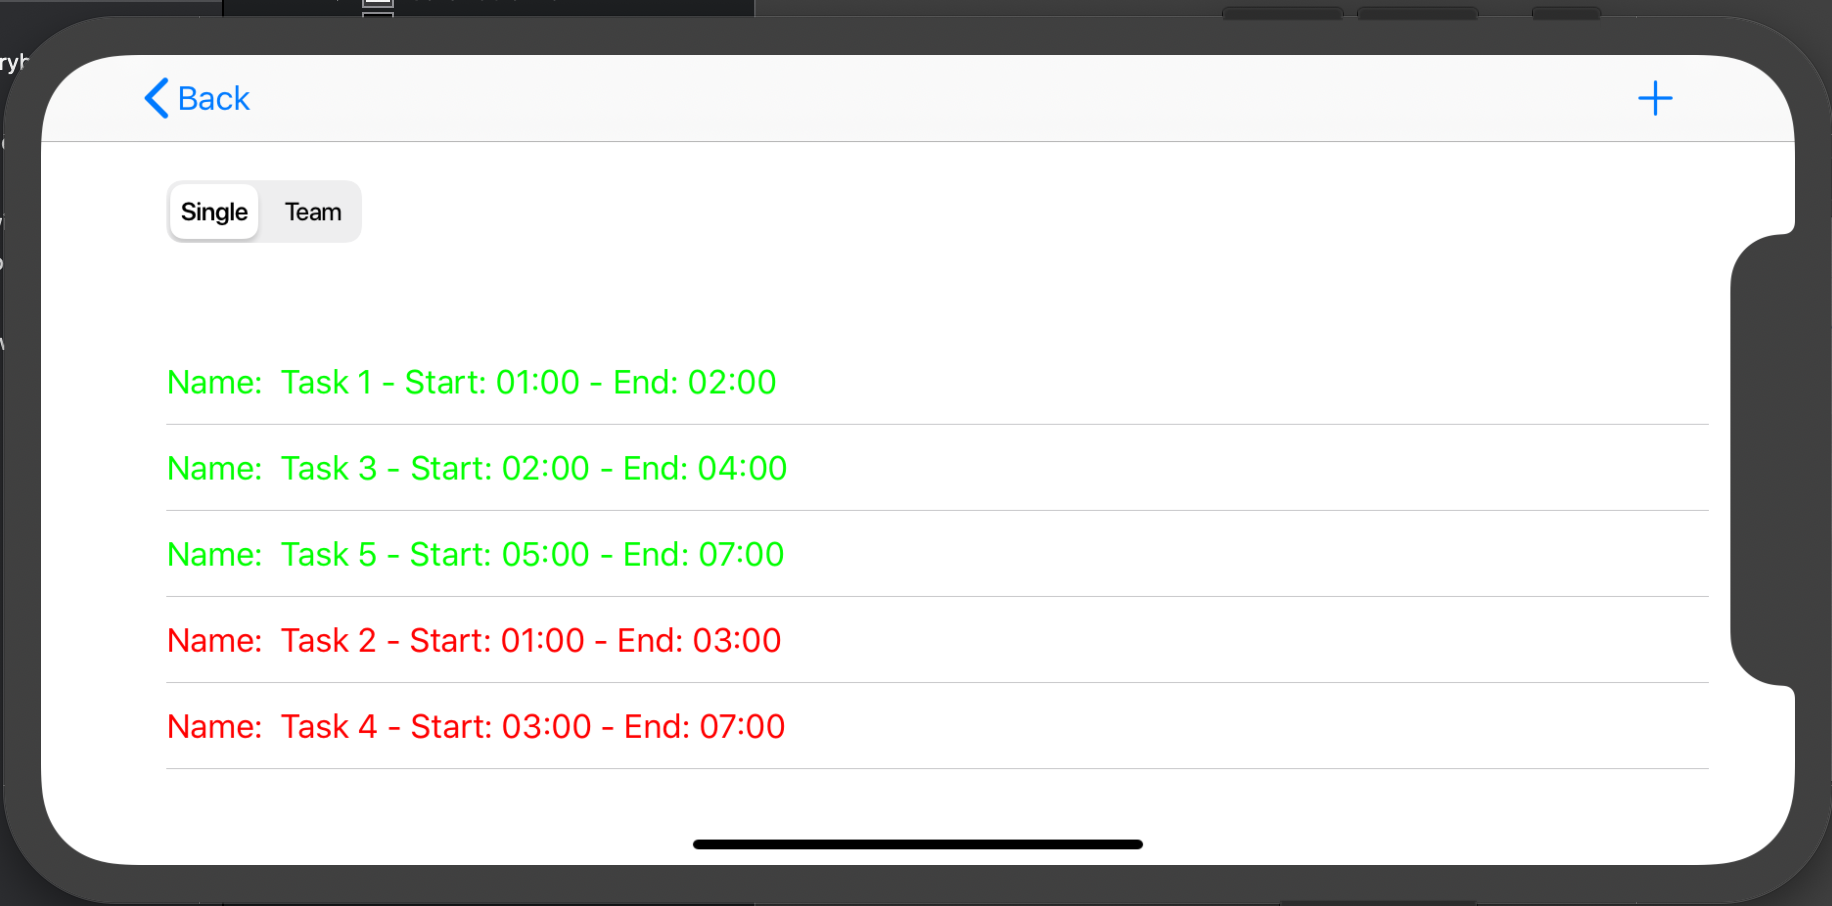 Back
Single Team
Name:  Task 1 - Start: 01:00 - End: 02:00
Name:  Task 3 - Start: 02:00 - End: 04:00
Name:  Task 5 - Start: 05:00 - End: 07:00
Name:  Task 2 - Start: 01:00 - End: 03:00
Name:  Task 4 - Start: 03:00 - End: 07:00